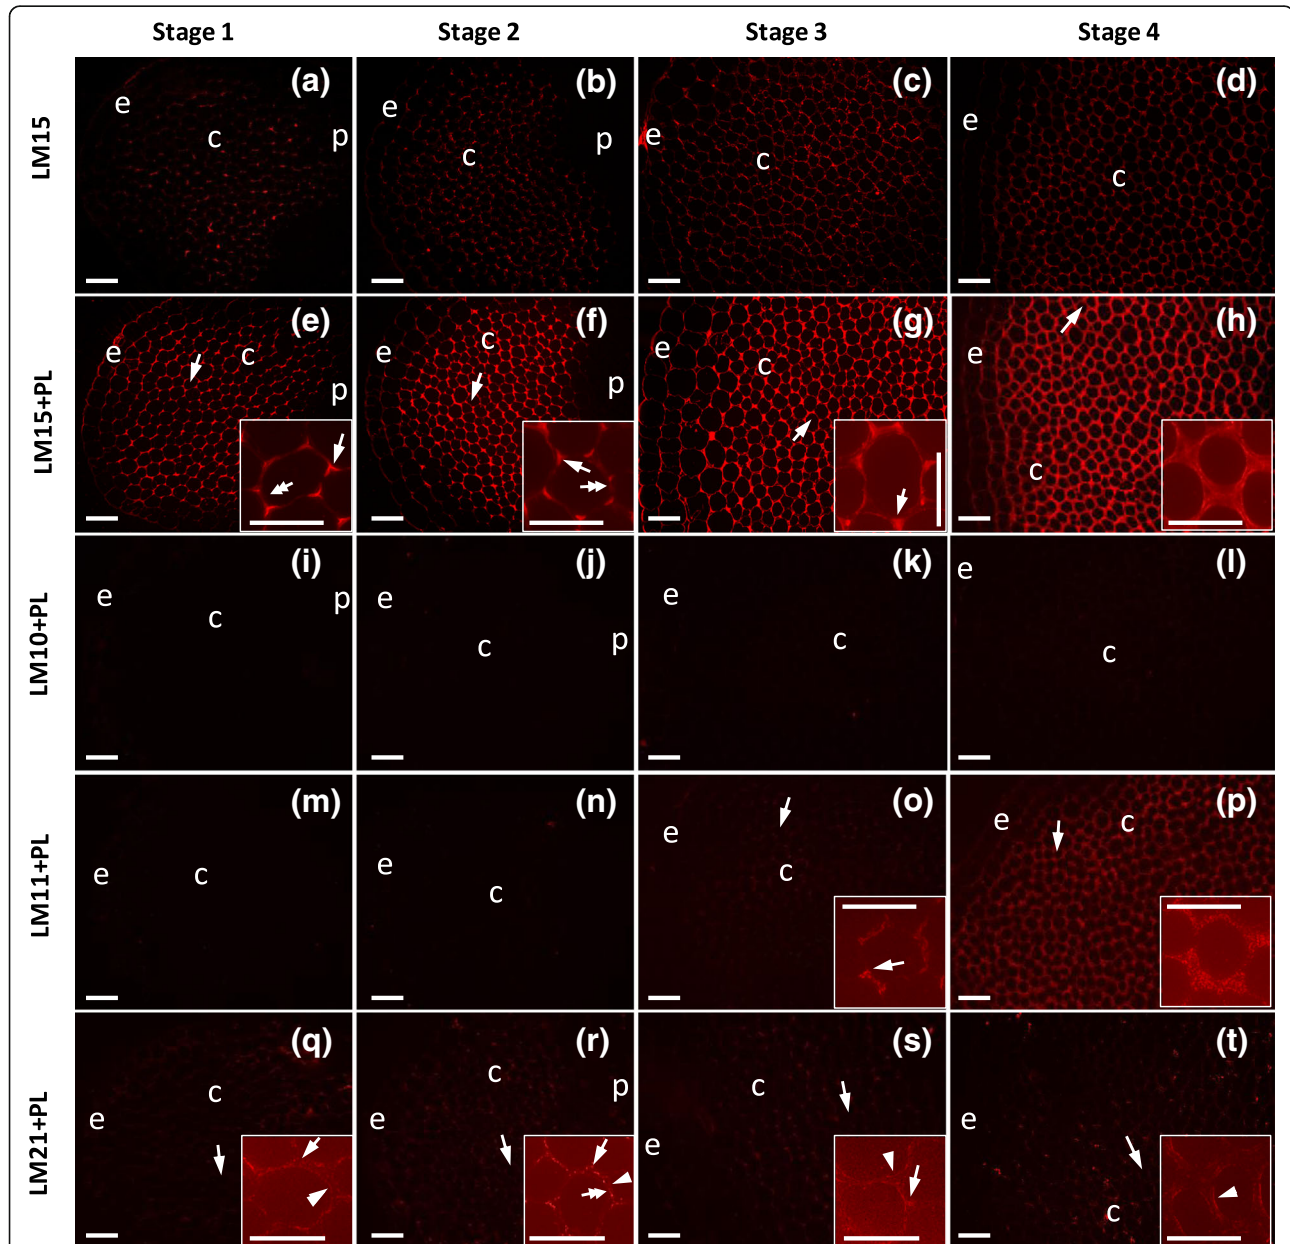 Stage 1 Stage 2 Stage 3 Stage 4
LM15
(a) e c p
(b) e c p
(c) e c
(d) e c
LM15+PL
(e) e c p
(f) e c p
(g) e c
(h) e c
LM10+PL
(i) e c p
(j) e c p
(k) e c
(l) e c
LM11+PL
(m) e c
(n) e c
(o) e c
(p) e c
LM21+PL
(q) e c
(r) e c p
(s) e c
(t) e c